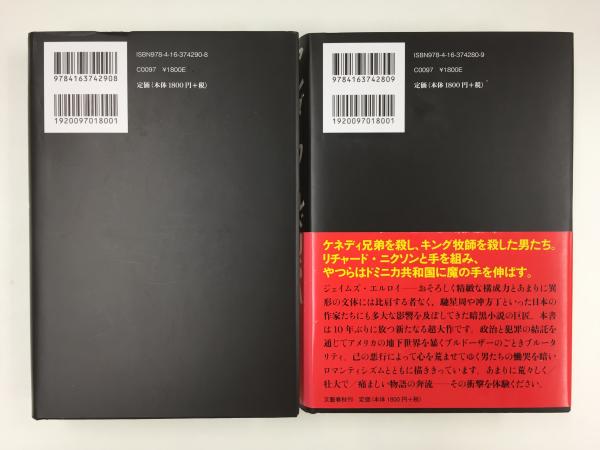 ISBN978-4-16-374290-8
C0097 ¥1800E
定価(本体1800円+税)
9784163742908
1920097018001
ISBN978-4-16-374280-9
C0097 ¥1800E
定価(本体1800円+税)
9784163742809
1920097018001
ケネディ兄弟を殺し、キング牧師を殺した男たち。
リチャード・ニクソンと手を組み、
やつらはドミニカ共和国に魔の手を伸ばす。
ジェイムズ・エルロイ——おそろしく精敏な構成力とあまりに異
形の文体には比肩する者なく、馳星周や冲方丁といった日本の
作家たちにも多大な影響を及ぼしてきた暗黒小説の巨匠。本書
は10年ぶりに放つ新たなる超大作です。政治と犯罪の結託を
通じてアメリカの地下世界を暴くブルドーザーのごときブルータ
リティ。己の悪行によって心を荒ませてゆく男たちの慟哭を暗い
ロマンティシズムとともに描ききっています。あまりに荒々しく/
壮大で/痛ましい物語の奔流——その衝撃を体験ください。
文藝春秋刊 定価(本体1800円+税)